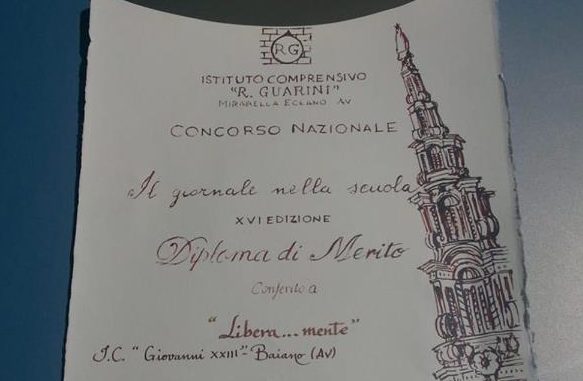 RG
ISTITUTO COMPRENSIVO
"R. GUARINI"
MIRABELLA ECLANO AV
CONCORSO NAZIONALE
Il giornale nella scuola
XVI EDIZIONE
Diploma di Merito
Conferito a
"Libera...mente"
I.C. "Giovanni XXIII" - Baiano (AV)